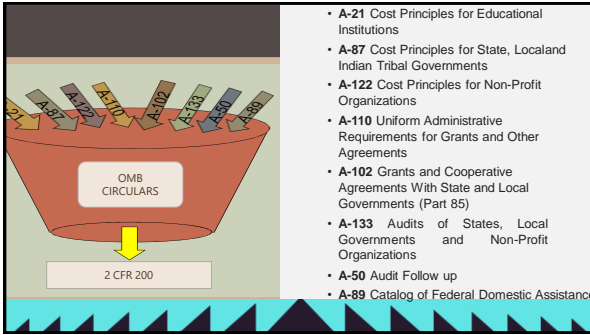 A-21
A-87
A-122
A-110
A-102
A-133
A-50
A-89
OMB
CIRCULARS
2 CFR 200
• A-21 Cost Principles for Educational
Institutions
• A-87 Cost Principles for State, Localand
Indian Tribal Governments
• A-122 Cost Principles for Non-Profit
Organizations
• A-110 Uniform Administrative
Requirements for Grants and Other
Agreements
• A-102 Grants and Cooperative
Agreements With State and Local
Governments (Part 85)
• A-133 Audits of States, Local
Governments and Non-Profit
Organizations
• A-50 Audit Follow up
• A-89 Catalog of Federal Domestic Assistance